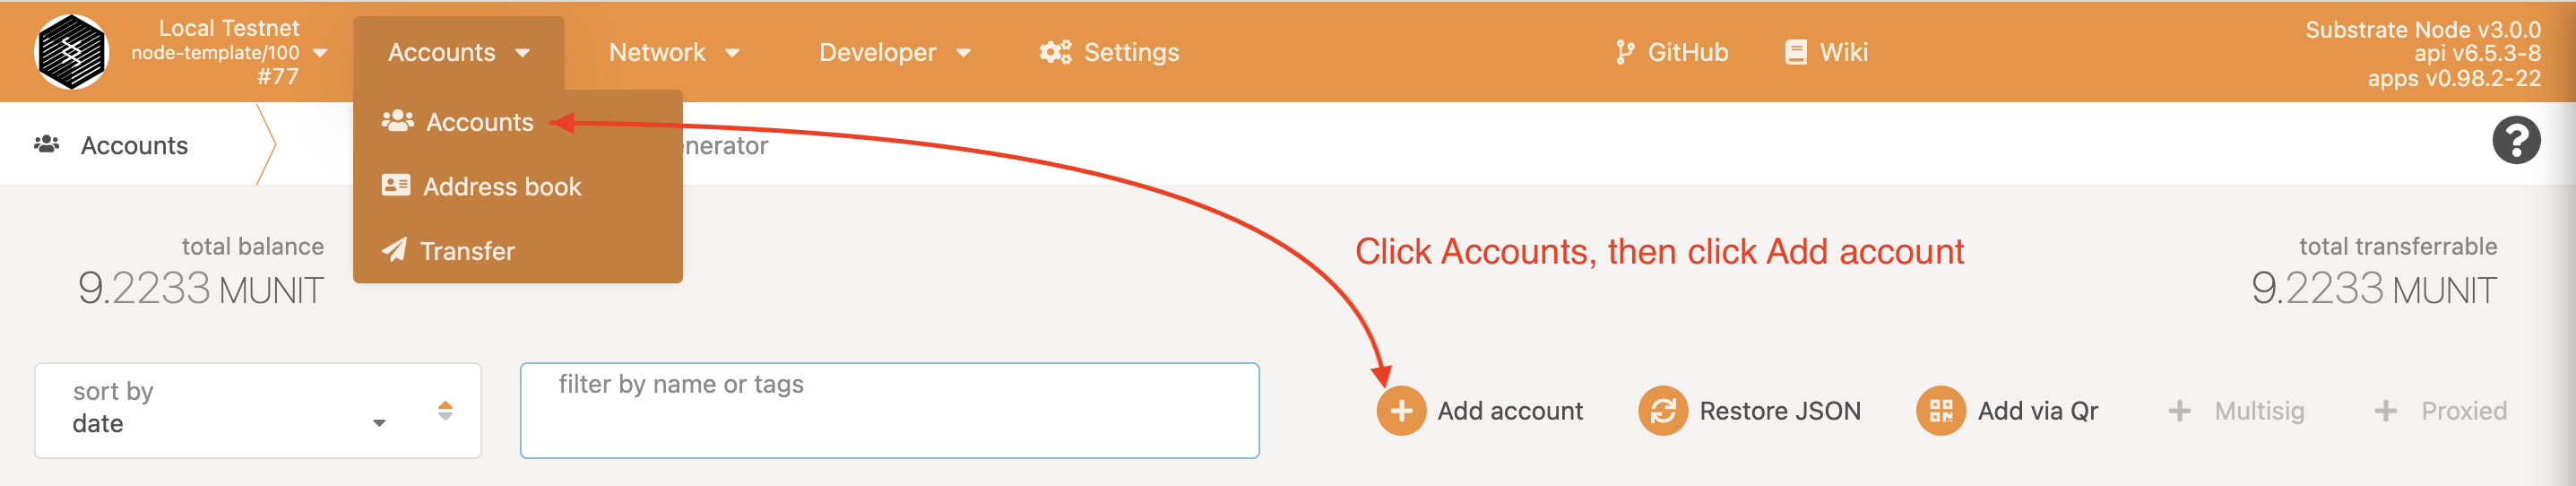 Local Testnet
node-template/100
#77
Accounts
Network
Developer
Settings
GitHub
Wiki
Substrate Node v3.0.0
api v6.5.3-8
apps v0.98.2-22
Accounts
Address book
Transfer
Accounts
enerator
total balance
9.2233 MUNIT
Click Accounts, then click Add account
total transferrable
9.2233 MUNIT
sort by
date
filter by name or tags
Add account
Restore JSON
Add via Qr
Multisig
Proxied